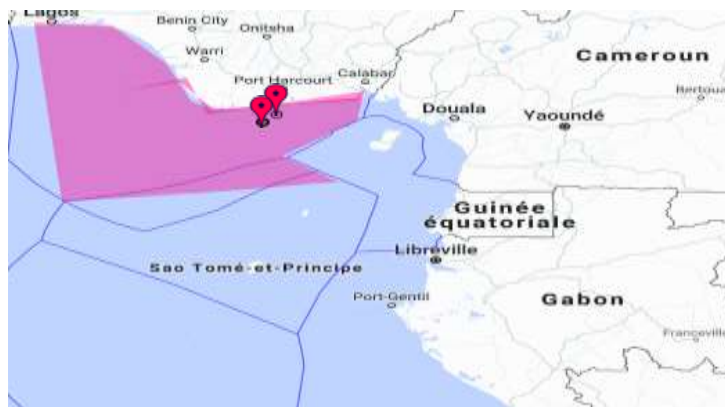 Lagos
Benin City
Onitsha
Warri
Cameroun
Port Harcourt
Calabar
Bertoua
Douala
Yaoundé
Guinée
équatoriale
Libreville
Sao Tomé-et-Principe
Port-Gentil
Gabon
Franceville